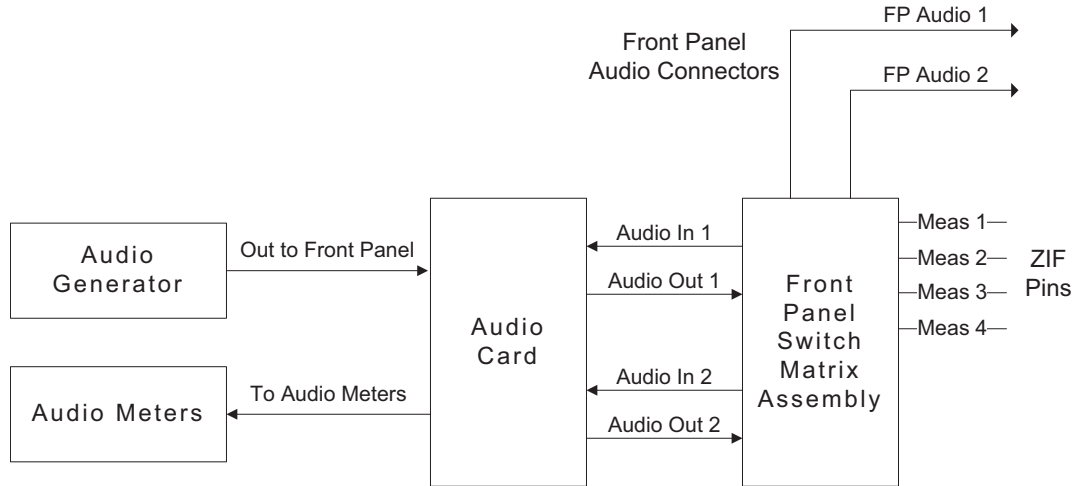 FP Audio 1
Front Panel
Audio Connectors
FP Audio 2
Audio
Generator
Out to Front Panel
Audio Meters
To Audio Meters
Audio
Card
Audio In 1
Audio Out 1
Audio In 2
Audio Out 2
Front
Panel
Switch
Matrix
Assembly
Meas 1
Meas 2
Meas 3
Meas 4
ZIF
Pins